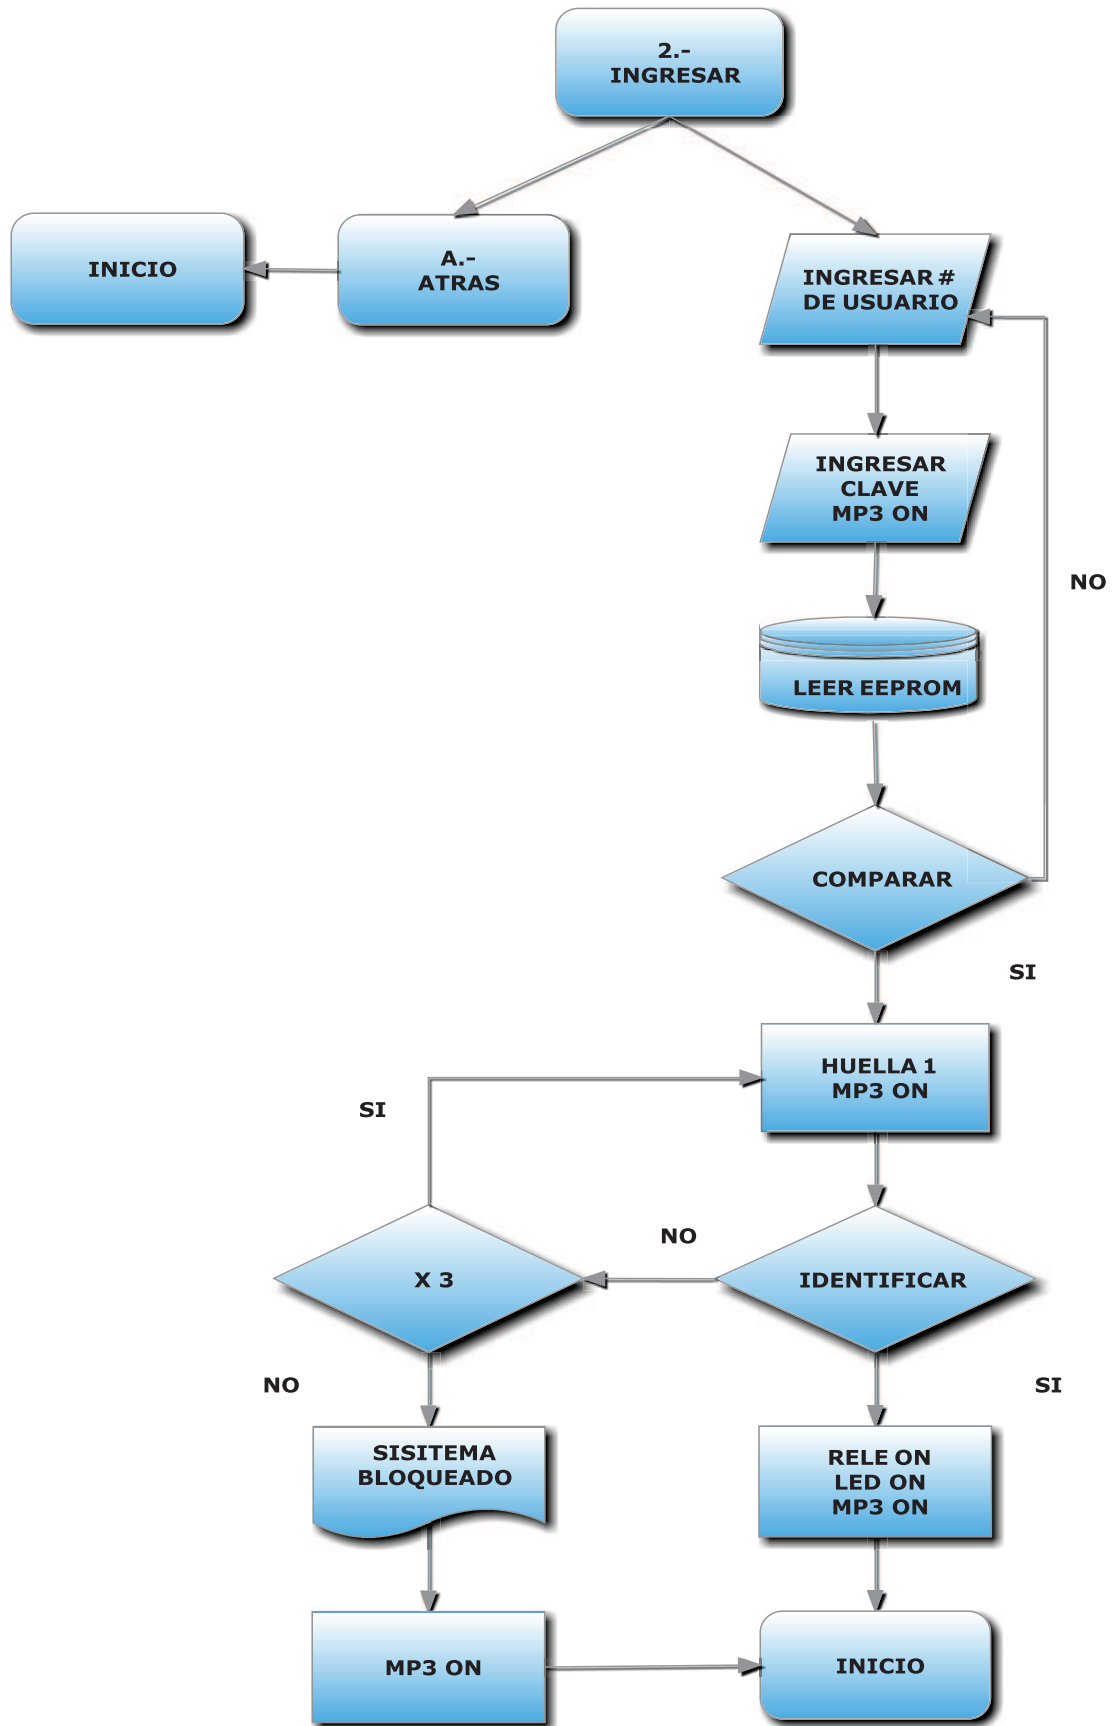 2.-
INGRESAR
INICIO
A.-
ATRAS
INGRESAR #
DE USUARIO
INGRESAR
CLAVE
MP3 ON
NO
LEER EEPROM
COMPARAR
SI
HUELLA 1
MP3 ON
SI
NO
X 3
IDENTIFICAR
NO
SI
SISITEMA
BLOQUEADO
RELE ON
LED ON
MP3 ON
MP3 ON
INICIO